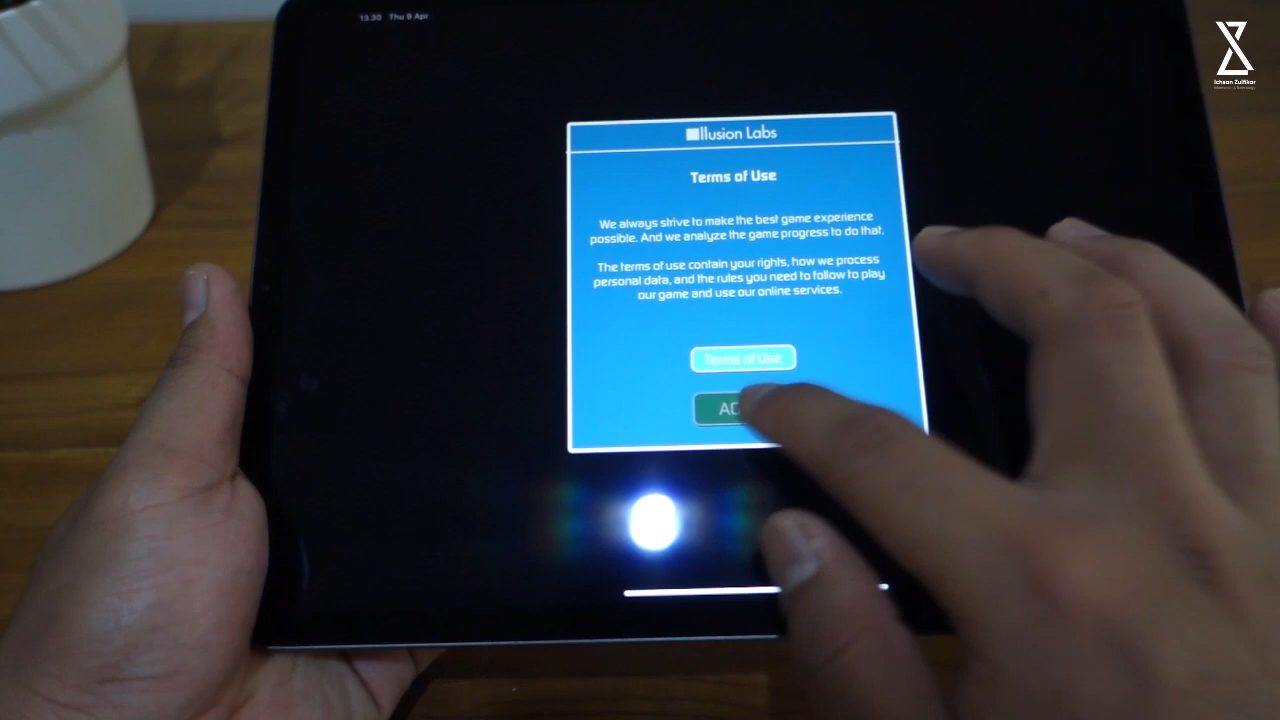 13.30 Thu 9 Apr
Ichsan Zulfikar
Information & Technology
Illusion Labs
Terms of Use
We always strive to make the best game experience
possible. And we analyze the game progress to do that.
The terms of use contain your rights, how we process
personal data, and the rules you need to follow to play
our game and use our online services.
Terms of Use